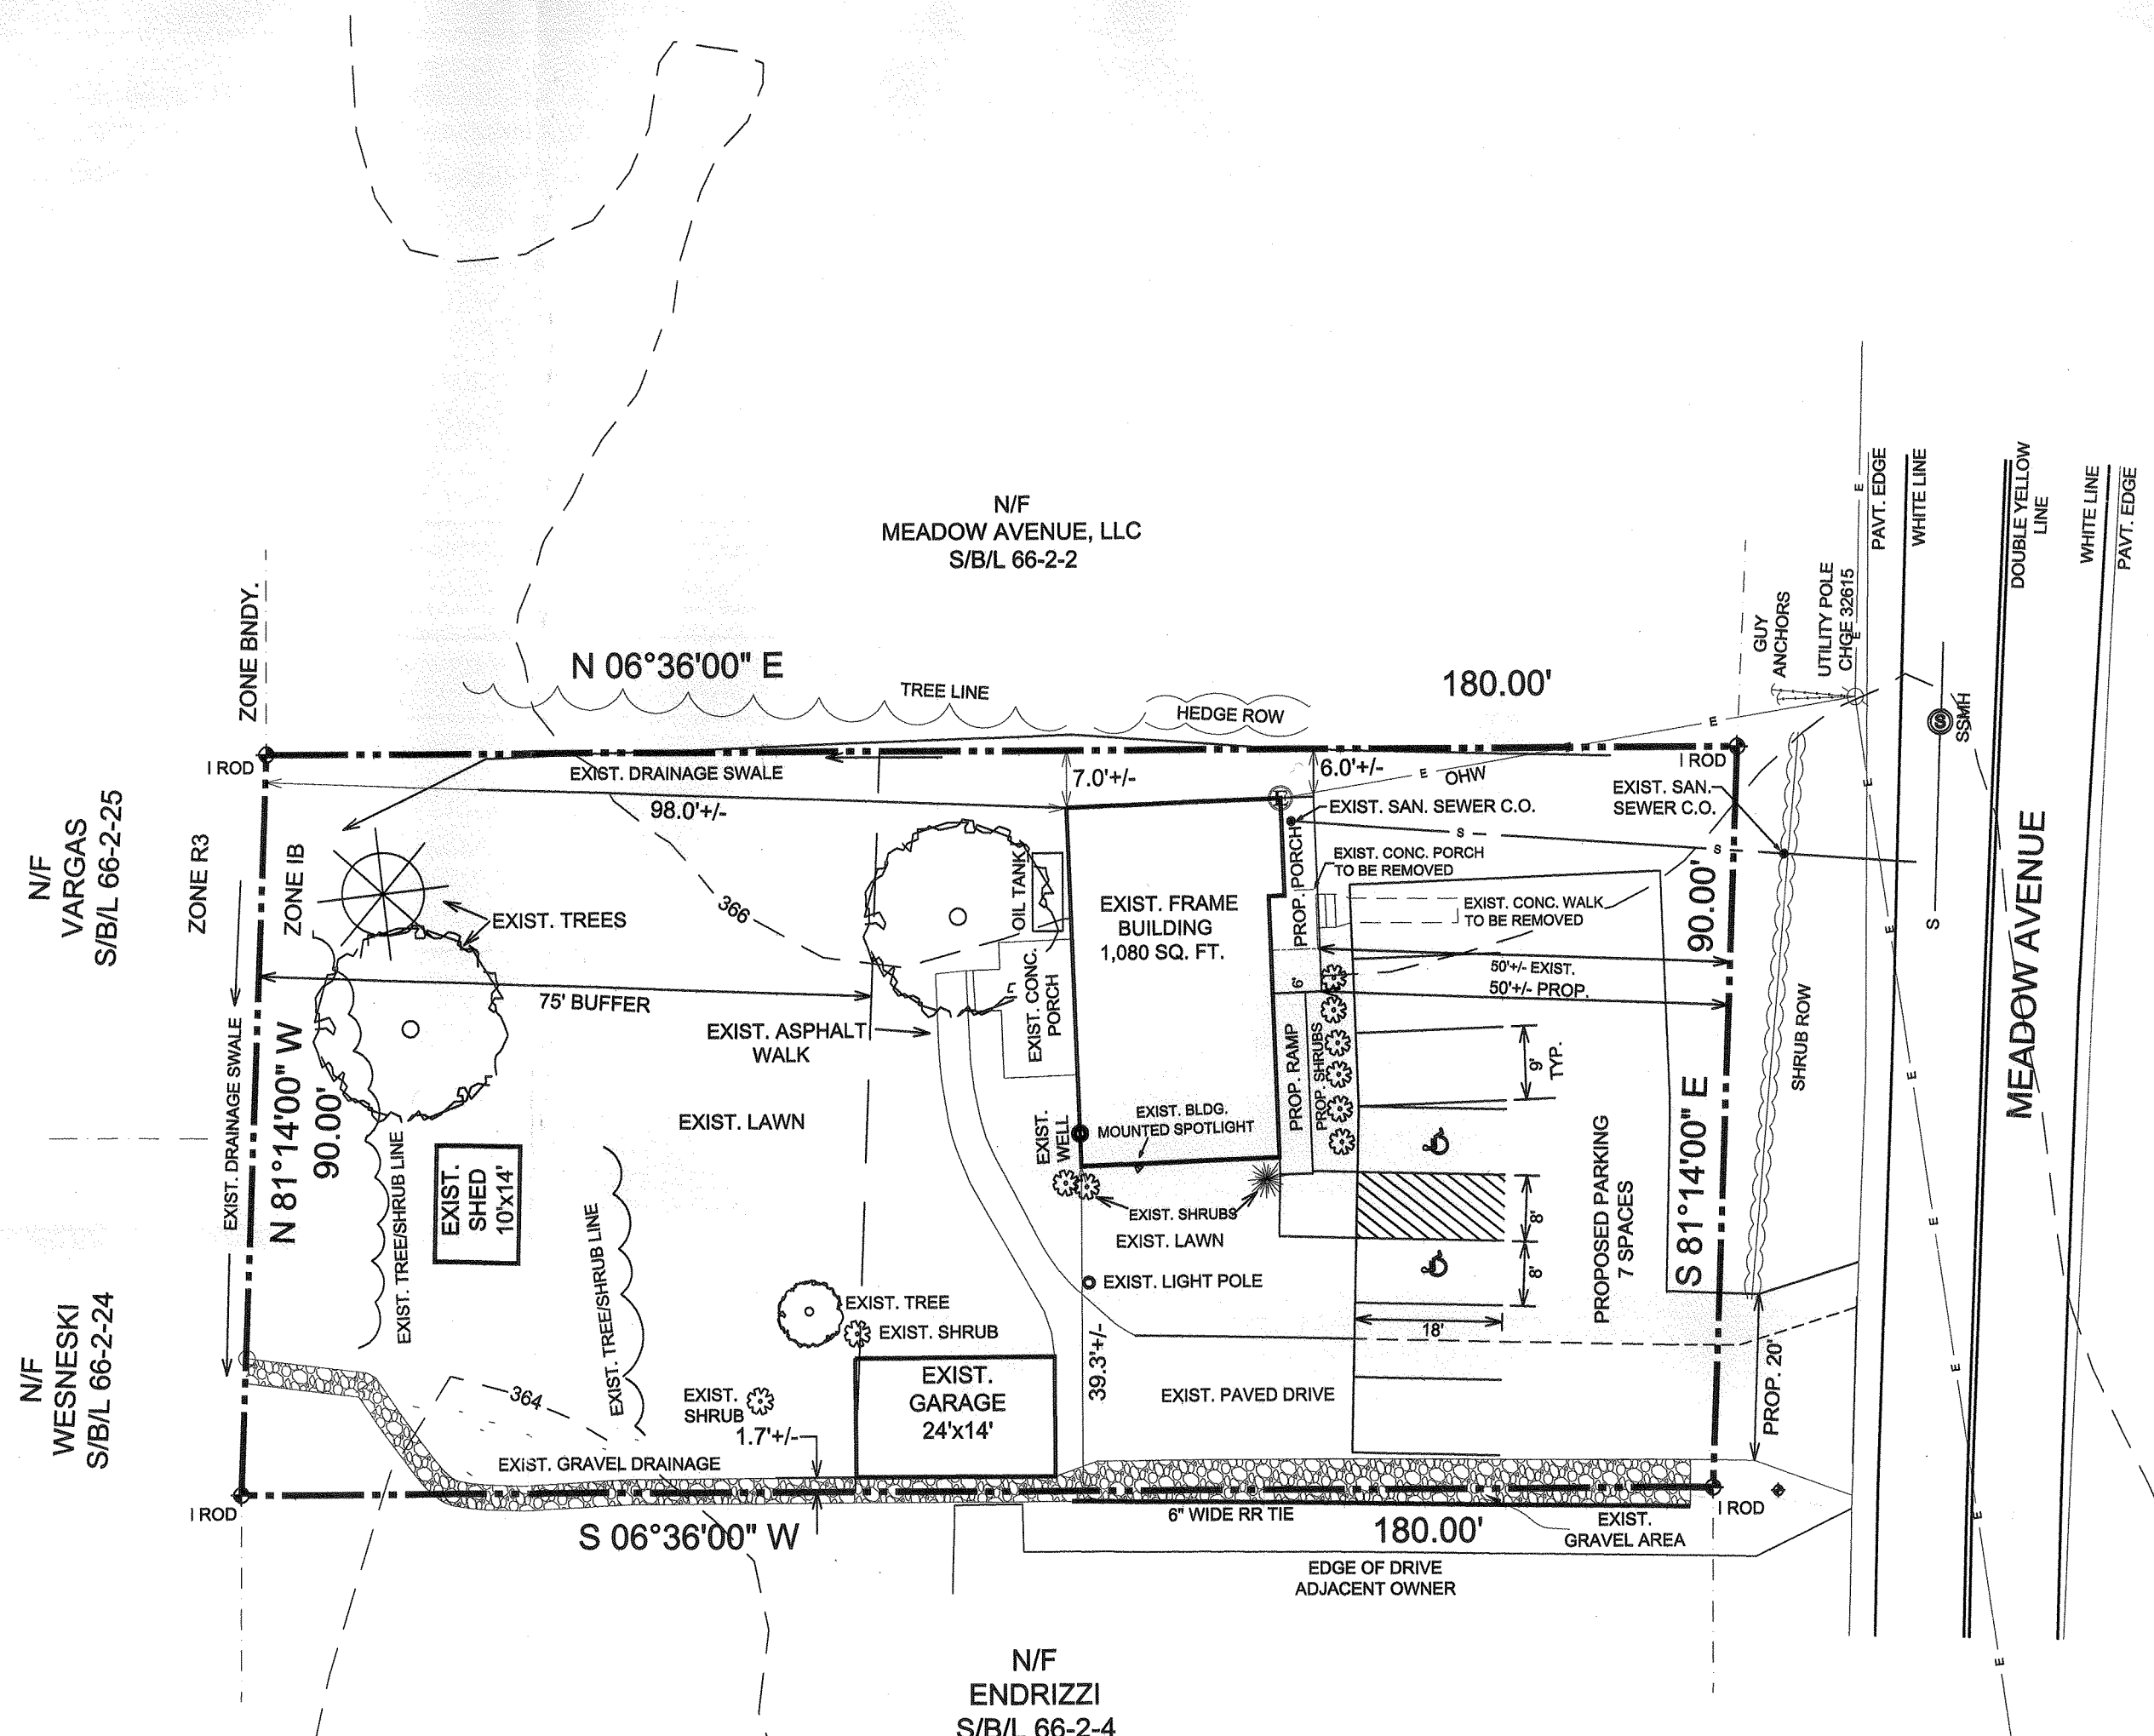 N/F
MEADOW AVENUE, LLC
S/B/L 66-2-2
ZONE BNDY.
N 06°36'00" E
180.00'
TREE LINE
HEDGE ROW
GUY
ANCHORS
UTILITY POLE
CHGE 32615
E
PAVT. EDGE
WHITE LINE
DOUBLE YELLOW
LINE
WHITE LINE
PAVT. EDGE
S
SSMH
S
MEADOW AVENUE
I ROD
EXIST. DRAINAGE SWALE
98.0'+/-
7.0'+/-
6.0'+/-
E
E OHW
I ROD
EXIST. SAN.
SEWER C.O.
EXIST. SAN. SEWER C.O.
S
S
N/F
VARGAS
S/B/L 66-2-25
ZONE R3
ZONE IB
EXIST. TREES
366
OIL TANK
EXIST. FRAME
BUILDING
1,080 SQ. FT.
E
PROP. PORCH
EXIST. CONC. PORCH
TO BE REMOVED
EXIST. CONC. WALK
TO BE REMOVED
50'+/- EXIST.
50'+/- PROP.
90.00'
S 81°14'00" E
SHRUB ROW
75' BUFFER
EXIST. ASPHALT
WALK
EXIST. CONC.
PORCH
6'
PROP. RAMP
PROP. SHRUBS
9'
TYP.
EXIST. DRAINAGE SWALE
N 81°14'00" W
90.00'
EXIST. TREE/SHRUB LINE
EXIST.
SHED
10'x14'
EXIST. LAWN
EXIST.
WELL
EXIST. BLDG.
MOUNTED SPOTLIGHT
EXIST. SHRUBS
EXIST. LAWN
EXIST. LIGHT POLE
8'
8'
18'
PROPOSED PARKING
7 SPACES
N/F
WESNESKI
S/B/L 66-2-24
EXIST. TREE/SHRUB LINE
EXIST. TREE
EXIST. SHRUB
EXIST.
SHRUB
1.7'+/-
EXIST.
GARAGE
24'x14'
39.3'+/-
EXIST. PAVED DRIVE
PROP. 20'
364
EXIST. GRAVEL DRAINAGE
I ROD
S 06°36'00" W
6" WIDE RR TIE
180.00'
EXIST.
GRAVEL AREA
I ROD
EDGE OF DRIVE
ADJACENT OWNER
E
E
E
E
E
E
E
E
E
N/F
ENDRIZZI
S/B/L 66-2-4